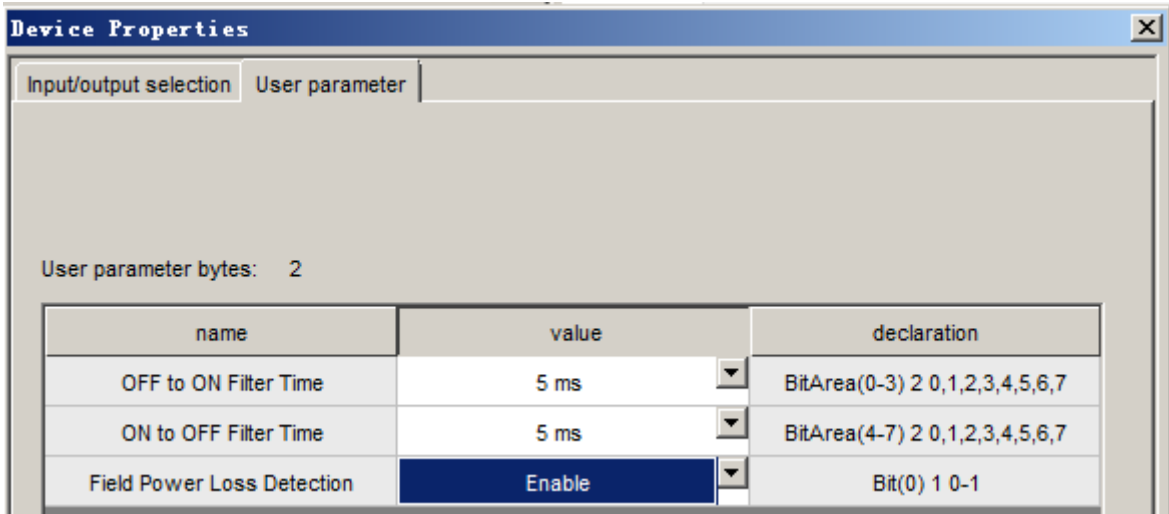 Device Properties
Input/output selection User parameter
User parameter bytes: 2
name value declaration
OFF to ON Filter Time 5 ms BitArea(0-3) 2 0,1,2,3,4,5,6,7
ON to OFF Filter Time 5 ms BitArea(4-7) 2 0,1,2,3,4,5,6,7
Field Power Loss Detection Enable Bit(0) 1 0-1